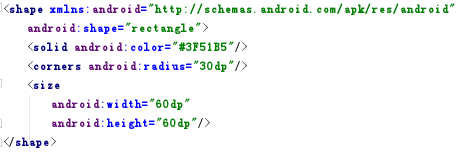 <shape xmlns:android="http://schemas.android.com/apk/res/android"
android:shape="rectangle">
<solid android:color="#3F51B5"/>
<corners android:radius="30dp"/>
<size
android:width="60dp"
android:height="60dp"/>
</shape>